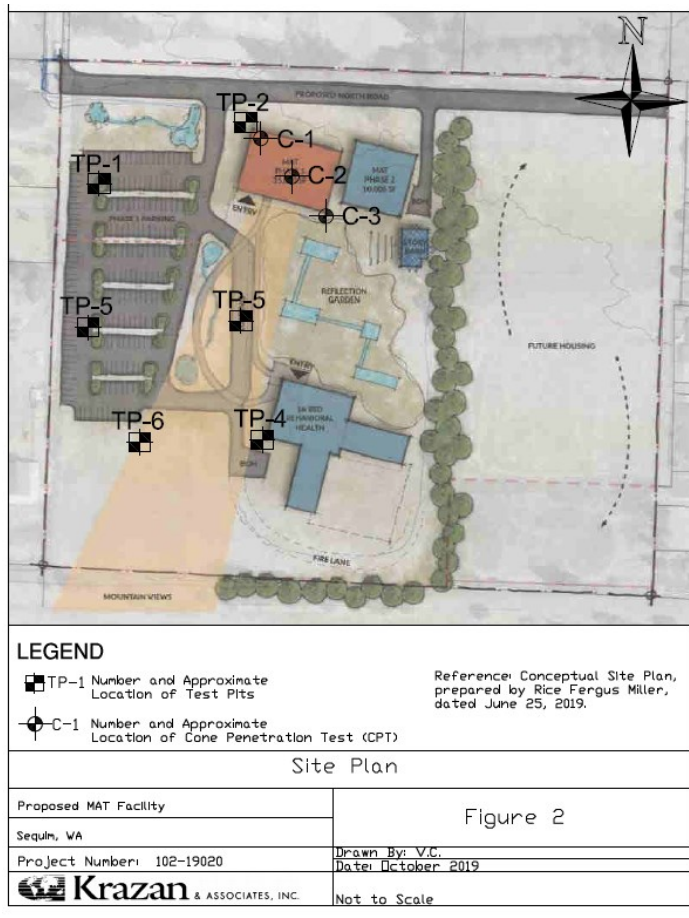 N
PROPOSED NORTH ROAD
TP-2
C-1
TP-1
MAT
C-2
MAT
PHASE 2
C-3
ENTRY
PHASE 1 PARKING
REFLECTION
GARDEN
TP-5
TP-5
FUTURE HOUSING
ENTRY
16 BED
BEHAVIORAL
HEALTH
TP-6
TP-4
FIRE LANE
MOUNTAIN VIEWS
LEGEND
TP-1 Number and Approximate
Location of Test Pits
C-1 Number and Approximate
Location of Cone Penetration Test (CPT)
Reference: Conceptual Site Plan,
prepared by Rice Fergus Miller,
dated June 25, 2019.
Site Plan
Proposed MAT Facility
Sequim, WA
Project Number: 102-19020
Krazan & ASSOCIATES, INC.
Figure 2
Drawn By: V.C.
Date: October 2019
Not to Scale